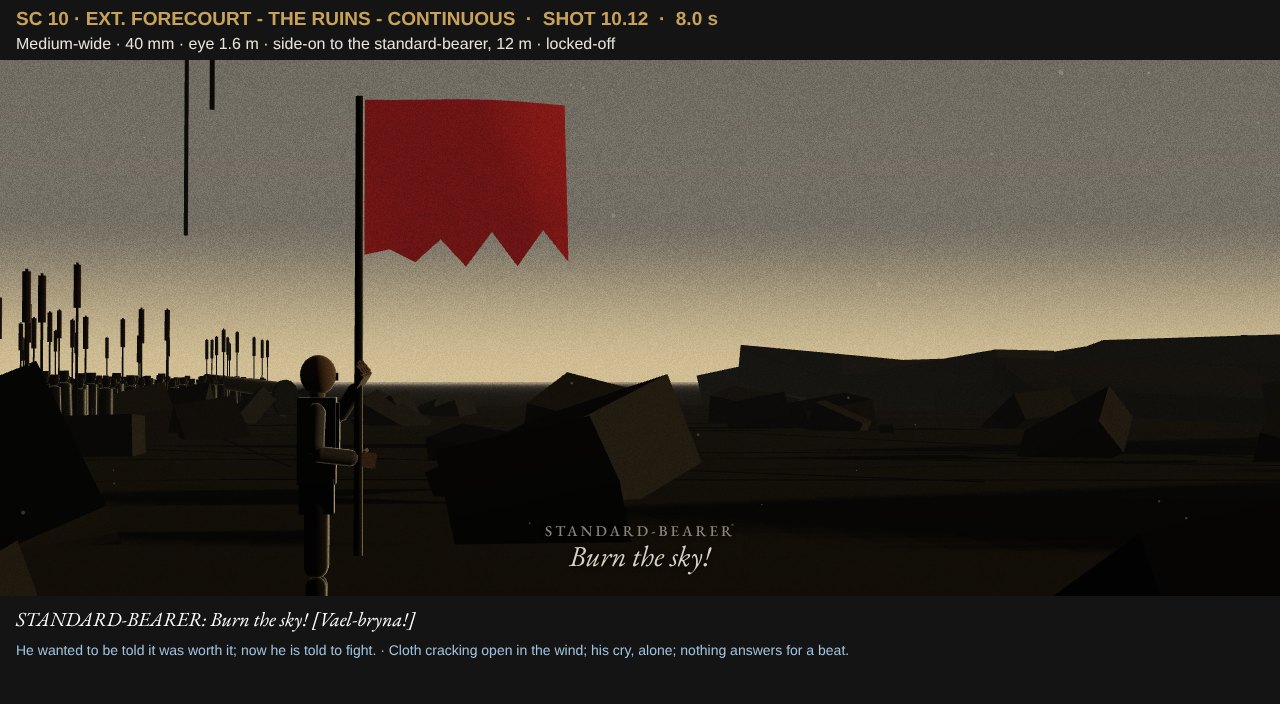 SC 10 · EXT. FORECOURT - THE RUINS - CONTINUOUS · SHOT 10.12 · 8.0 s
Medium-wide · 40 mm · eye 1.6 m · side-on to the standard-bearer, 12 m · locked-off
STANDARD-BEARER
Burn the sky!
STANDARD-BEARER: Burn the sky! [Vael-bryna!]
He wanted to be told it was worth it; now he is told to fight. · Cloth cracking open in the wind; his cry, alone; nothing answers for a beat.